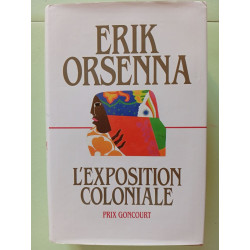 ERIK
ORSENNA
L'EXPOSITION
COLONIALE
PRIX GONCOURT